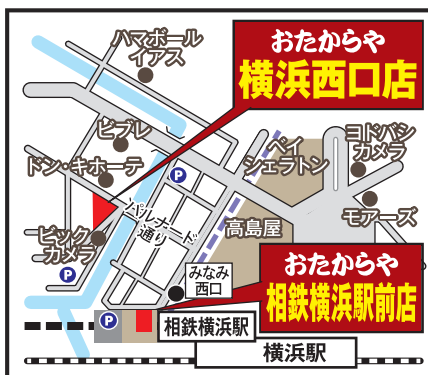 ハマボール
イアス
おたからや
横浜西口店
ビブレ
ドン・キホーテ
ベイ
シェラトン
ヨドバシ
カメラ
P
パルナード
通り
高島屋
モアーズ
ビック
カメラ
P
みなみ
西口
おたからや
相鉄横浜駅前店
P
相鉄横浜駅
横浜駅